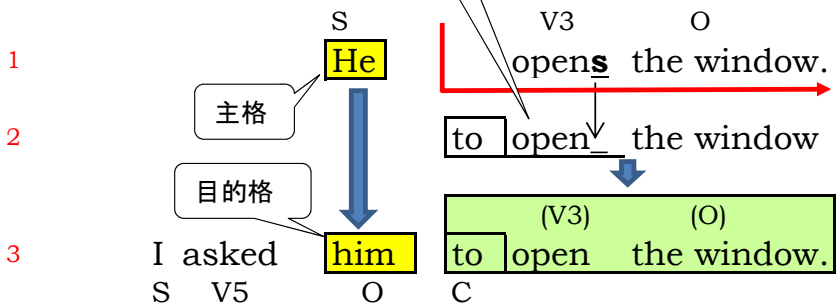 S V3 O
1 He opens the window.
主格
2 to open_ the window
目的格
(V3) (O)
3 I asked him to open the window.
S V5 O C